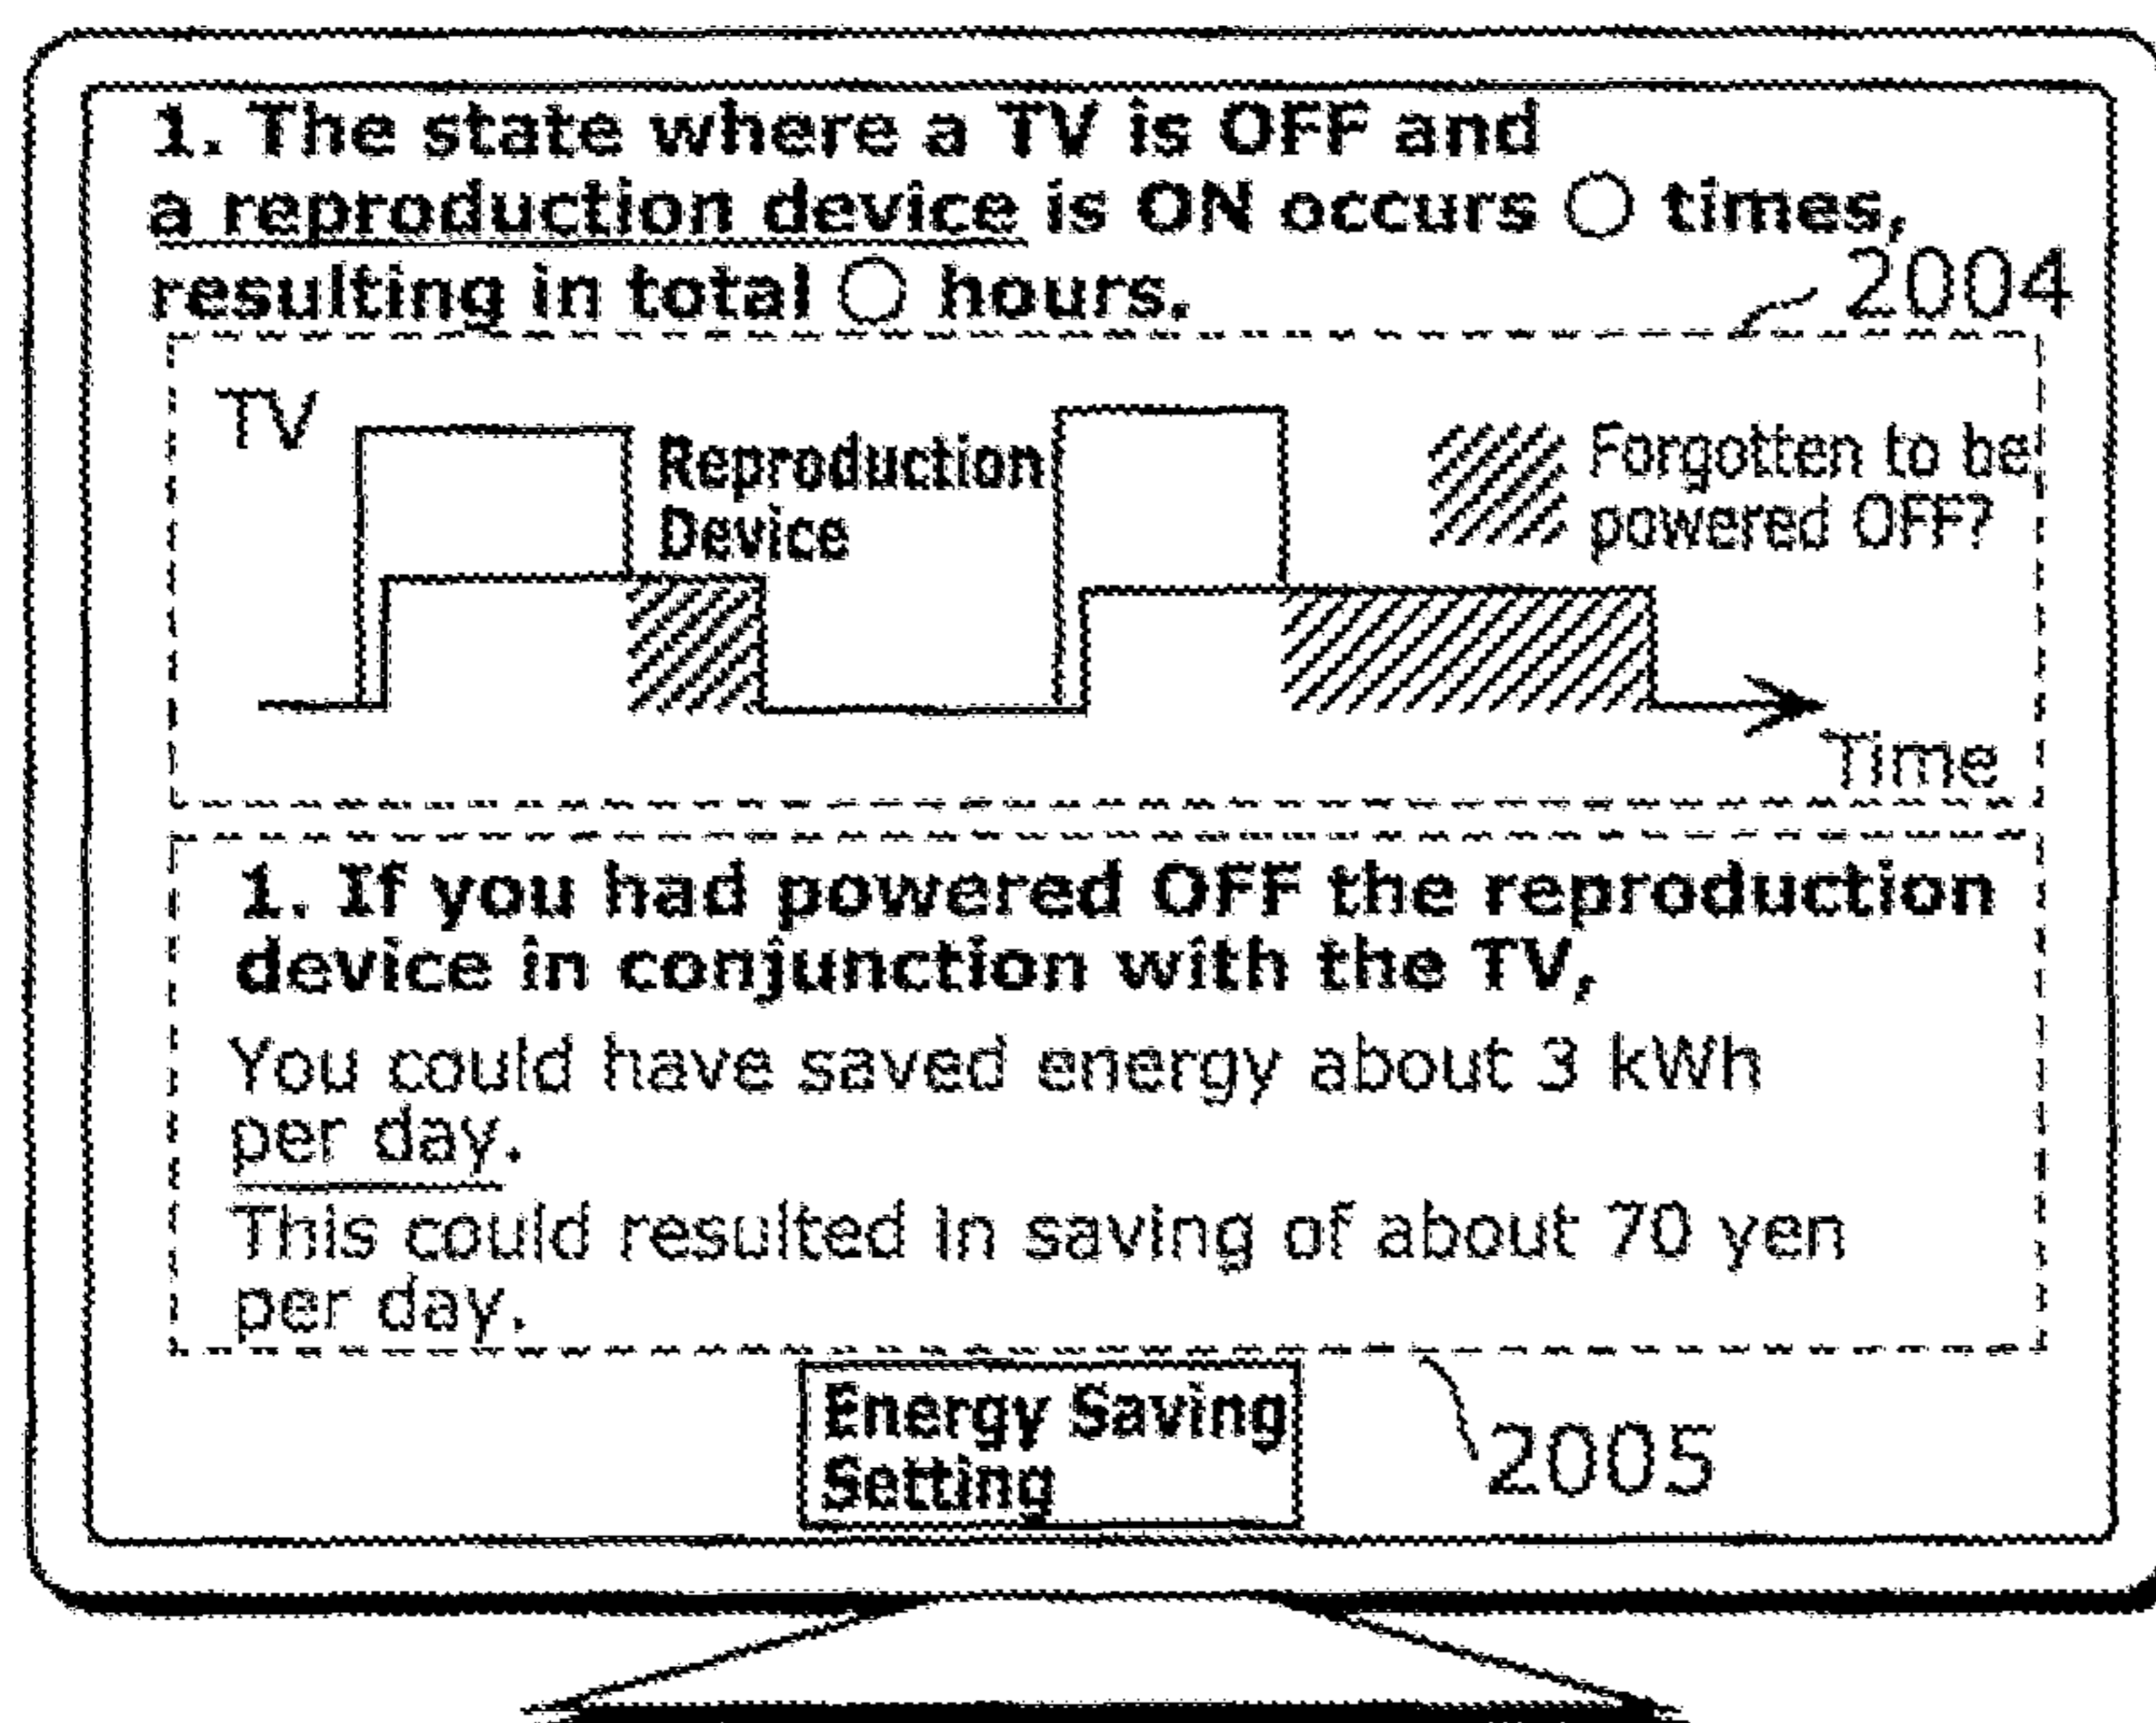 1. The state where a TV is OFF and
a reproduction device is ON occurs ○ times,
resulting in total ○ hours.
2004
TV
Reproduction
Device
Forgotten to be
powered OFF?
Time
1. If you had powered OFF the reproduction
device in conjunction with the TV,
You could have saved energy about 3 kWh
per day.
This could resulted in saving of about 70 yen
per day.
Energy Saving
Setting
2005